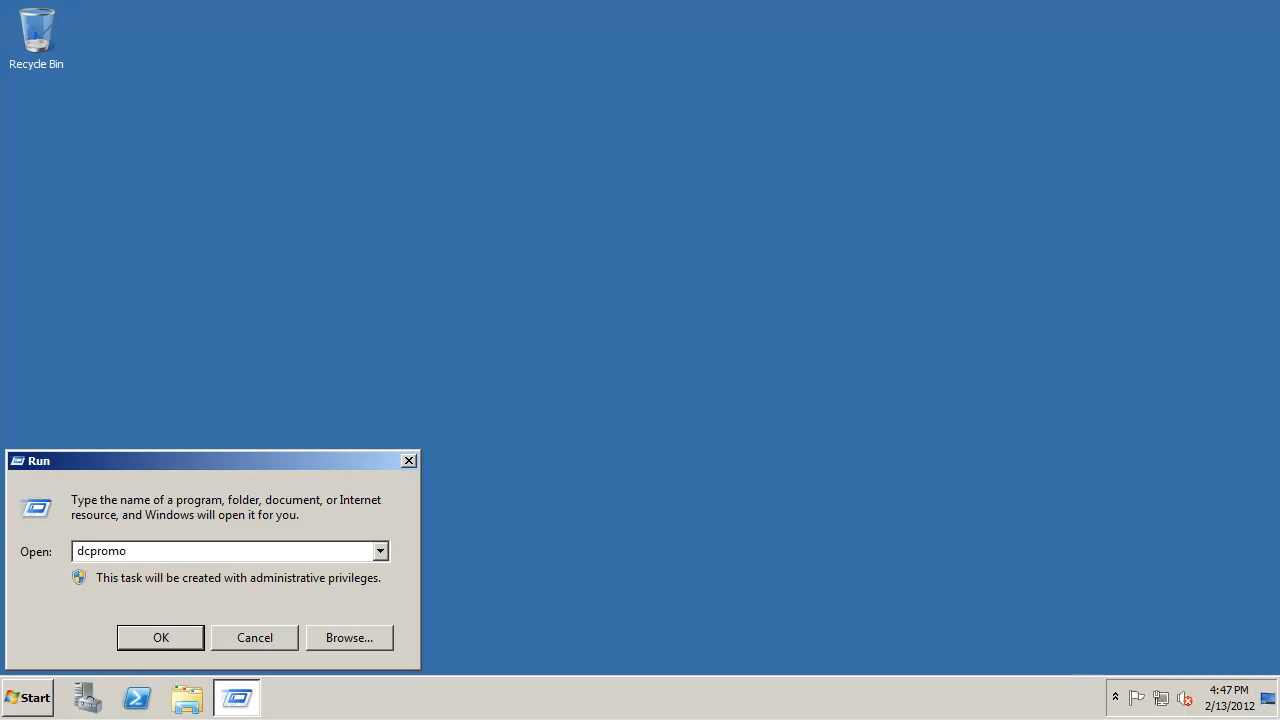 Recycle Bin
Run
Type the name of a program, folder, document, or Internet
resource, and Windows will open it for you.
Open:
dcpromo
This task will be created with administrative privileges.
OK
Cancel
Browse...
Start
4:47 PM
2/13/2012